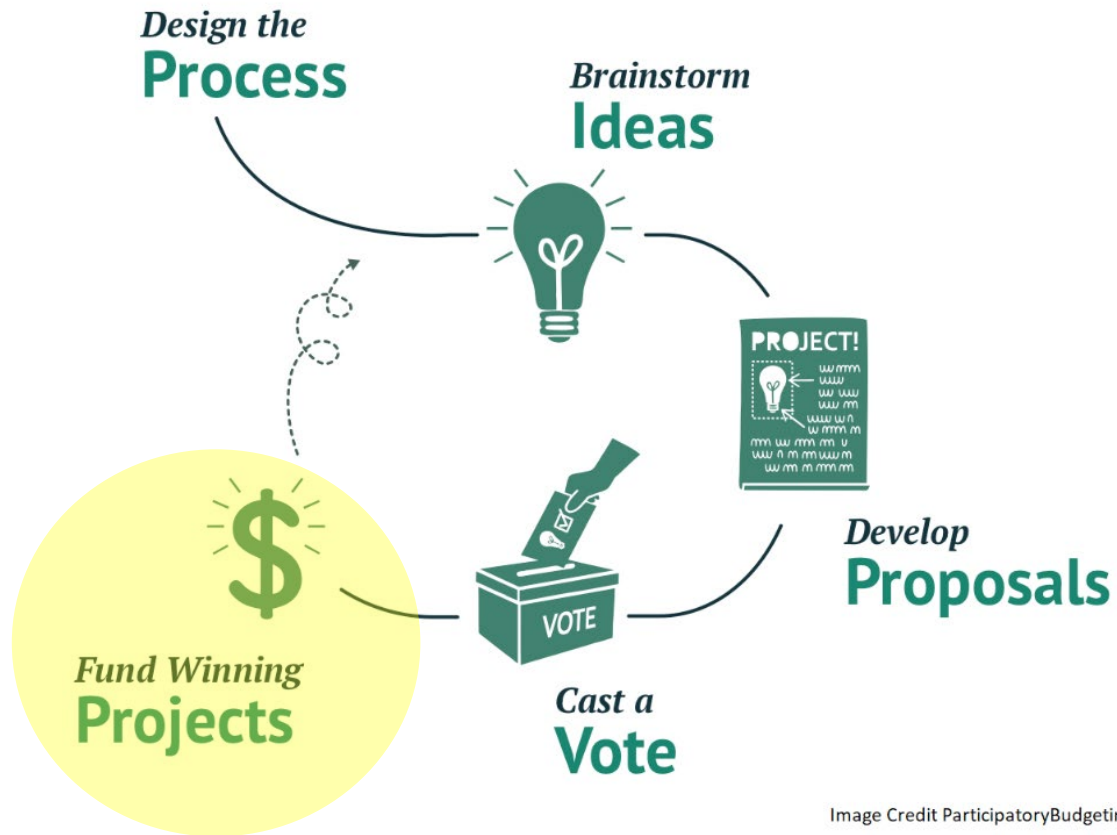 Design the
Process
Brainstorm
Ideas
PROJECT!
Develop
Proposals
VOTE
Cast a
Vote
$
Fund Winning
Projects
Image Credit